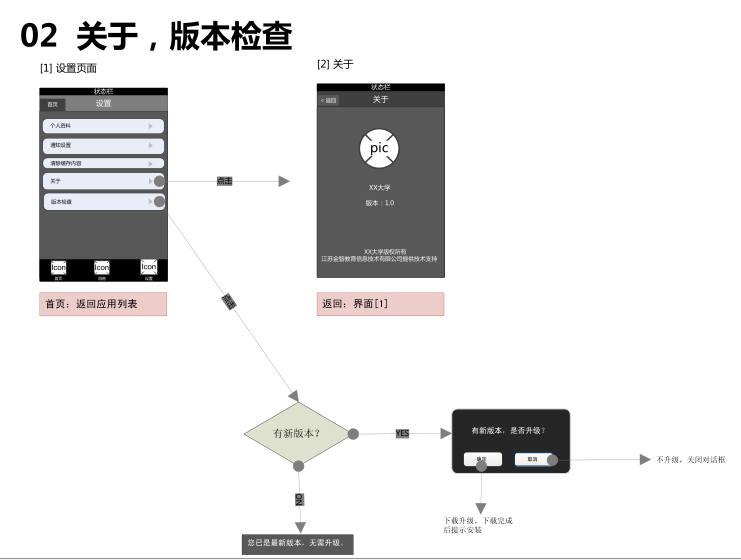 02 关于，版本检查
[1] 设置页面
[2] 关于
状态栏
首页
设置
个人资料
通知设置
清除缓存内容
关于
版本检查
Icon
Icon
Icon
首页
设置
首页：返回应用列表
点击
状态栏
< 返回
关于
pic
XX大学
版本：1.0
XX大学版权所有
江苏金智教育信息技术有限公司提供技术支持
返回：界面[1]
点击
有新版本？
YES
有新版本，是否升级？
确定
取消
不升级，关闭对话框
下载升级，下载完成
后提示安装
NO
您已是最新版本，无需升级。